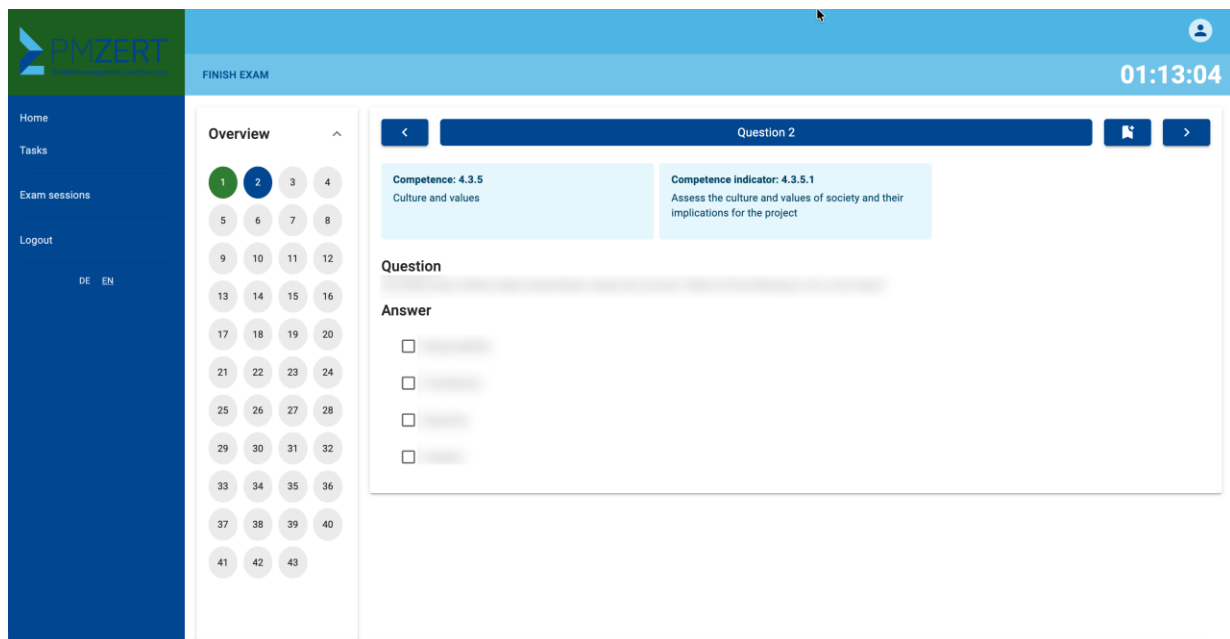 PMZERT
FINISH EXAM
01:13:04
Home
Tasks
Exam sessions
Logout
DE EN
Overview
1 2 3 4
5 6 7 8
9 10 11 12
13 14 15 16
17 18 19 20
21 22 23 24
25 26 27 28
29 30 31 32
33 34 35 36
37 38 39 40
41 42 43
Question 2
Competence: 4.3.5
Culture and values
Competence indicator: 4.3.5.1
Assess the culture and values of society and their
implications for the project
Question
Answer